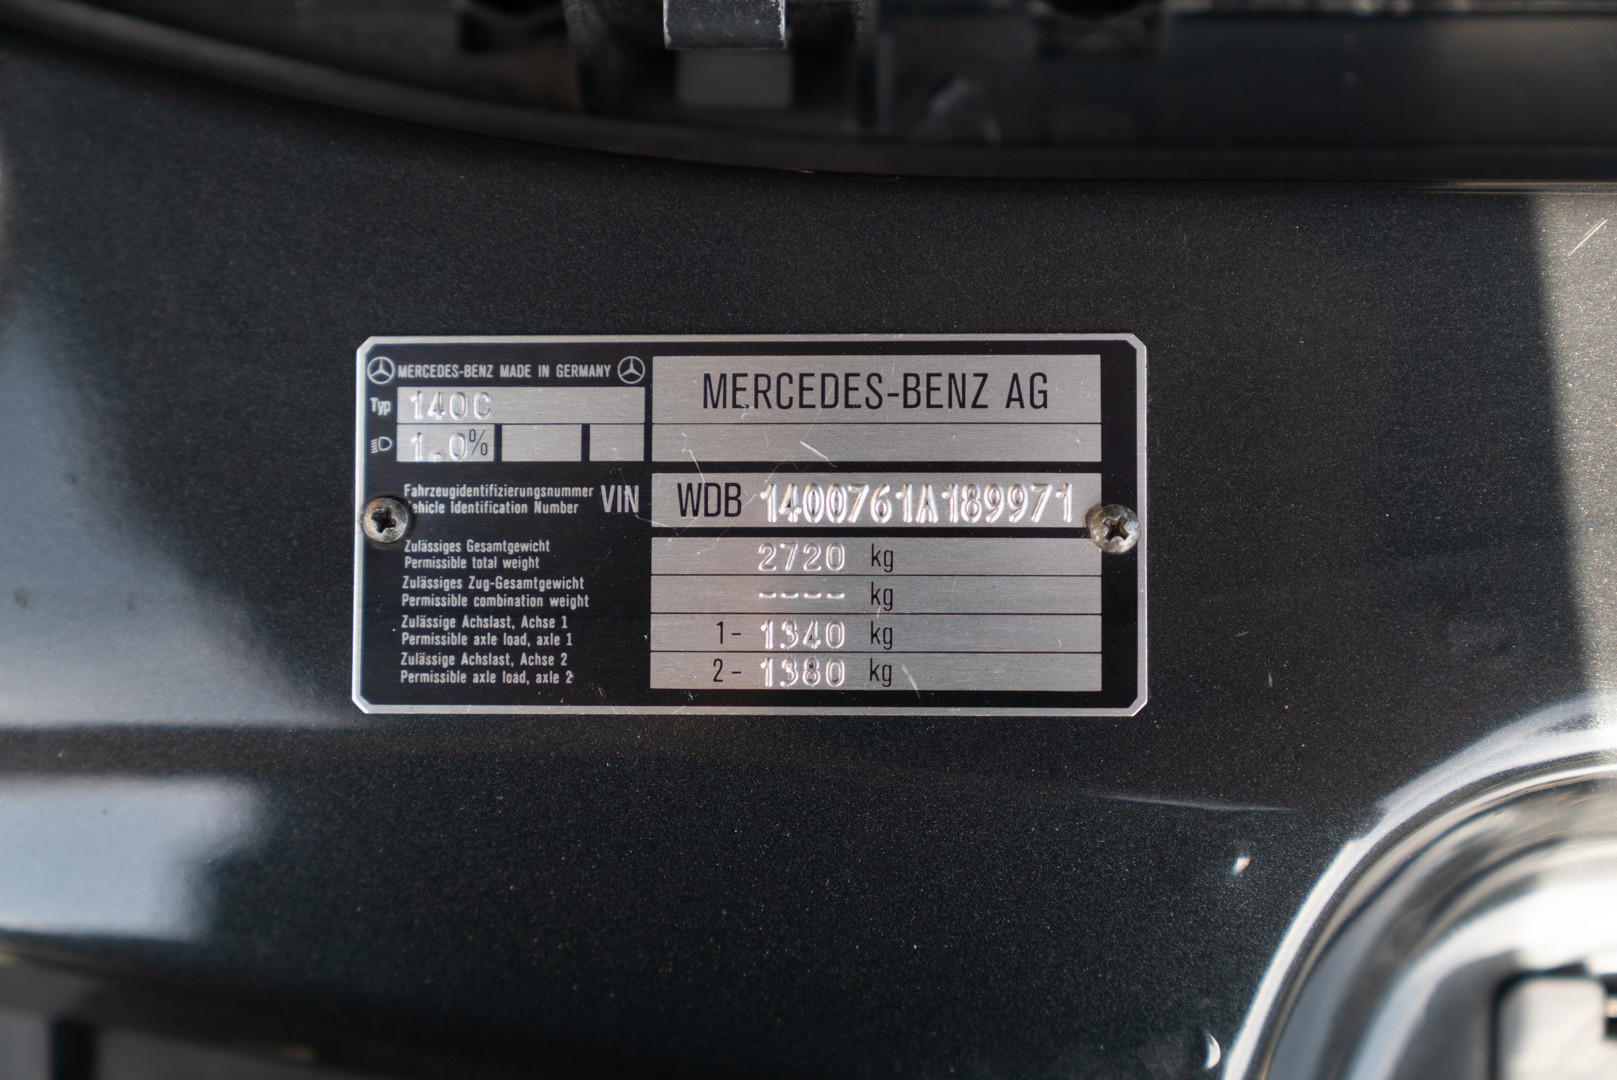 MERCEDES-BENZ MADE IN GERMANY
MERCEDES-BENZ AG
Typ 140C
1.0%
Fahrzeugidentifizierungsnummer
Vehicle Identification Number
VIN WDB 1400761A189971
Zulässiges Gesamtgewicht
Permissible total weight
2720 kg
Zulässiges Zug-Gesamtgewicht
Permissible combination weight
---- kg
Zulässige Achslast, Achse 1
Permissible axle load, axle 1
1- 1340 kg
Zulässige Achslast, Achse 2
Permissible axle load, axle 2
2- 1380 kg